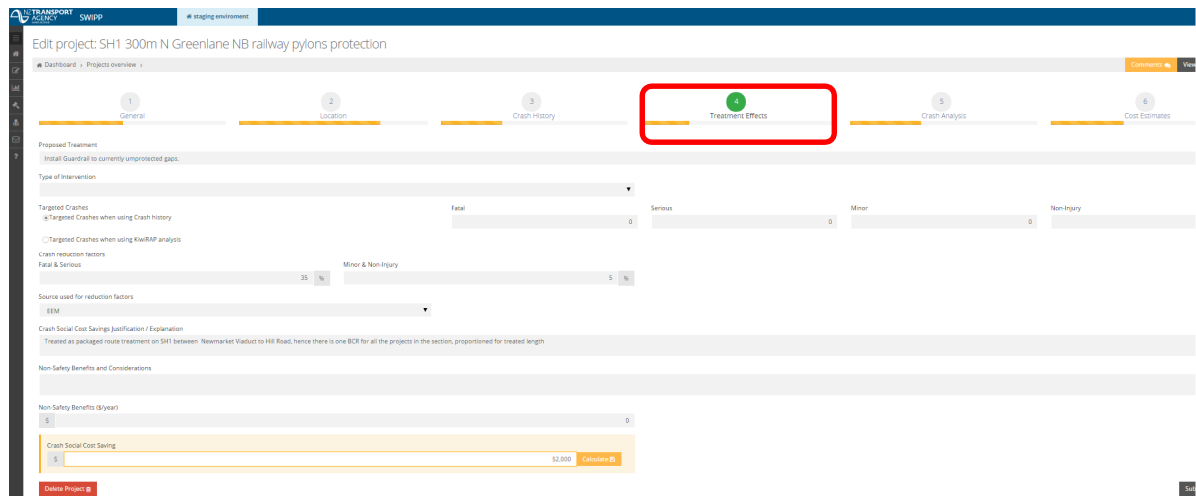 NZ TRANSPORT AGENCY SWIPP staging enviroment
Edit project: SH1 300m N Greenlane NB railway pylons protection
Dashboard › Projects overview › Comments View
1 2 3 4 5 6
General Location Crash History Treatment Effects Crash Analysis Cost Estimates
Proposed Treatment
Install Guardrail to currently umprotected gaps.
Type of Intervention
Targeted Crashes Fatal Serious Minor Non-Injury
Targeted Crashes when using Crash history
0 0 0
Targeted Crashes when using KiwiRAP analysis
Crash reduction factors
Fatal & Serious Minor & Non-Injury
35 % 5 %
Source used for reduction factors
EEM
Crash Social Cost Savings Justification / Explanation
Treated as packaged route treatment on SH1 between Newmarket Viaduct to Hill Road, hence there is one BCR for all the projects in the section, proportioned for treated length
Non-Safety Benefits and Considerations
Non-Safety Benefits ($/year)
$ 0
Crash Social Cost Saving
$ 52,000 Calculate
Delete Project Sub